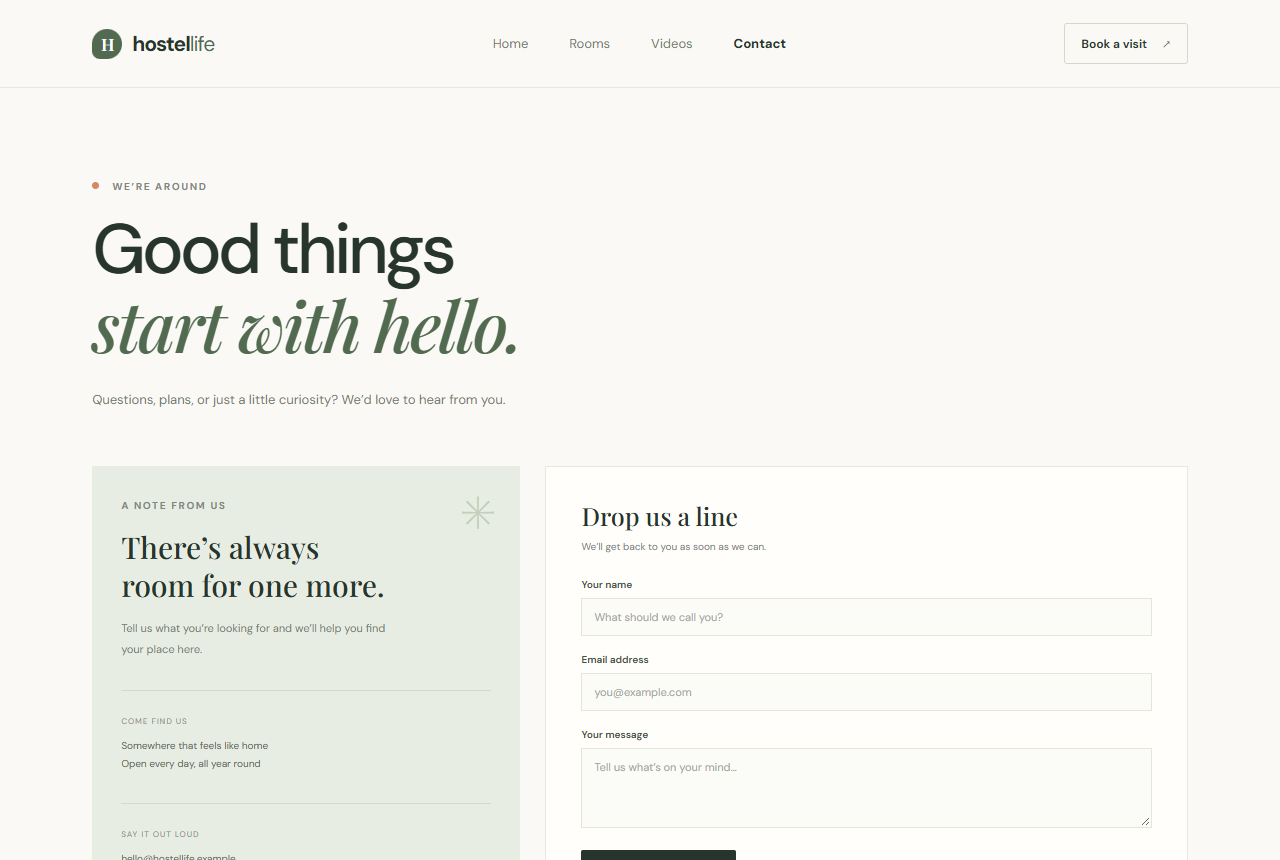 H hostellife
Home Rooms Videos Contact
Book a visit ↗
WE'RE AROUND
Good things
start with hello.
Questions, plans, or just a little curiosity? We'd love to hear from you.
A NOTE FROM US
There's always
room for one more.
Tell us what you're looking for and we'll help you find
your place here.
COME FIND US
Somewhere that feels like home
Open every day, all year round
SAY IT OUT LOUD
hello@hostellife.example
Drop us a line
We'll get back to you as soon as we can.
Your name
What should we call you?
Email address
you@example.com
Your message
Tell us what's on your mind...